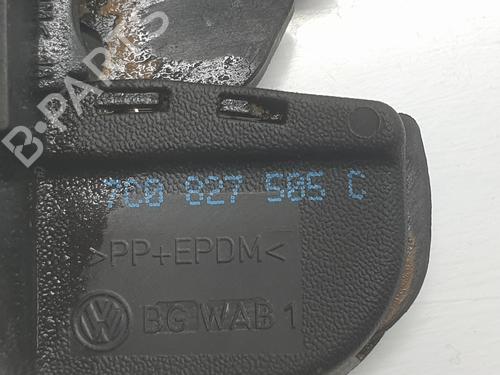 B-PARTS
7C0 827 505 C
>PP+EPDM<
BG WAB 1